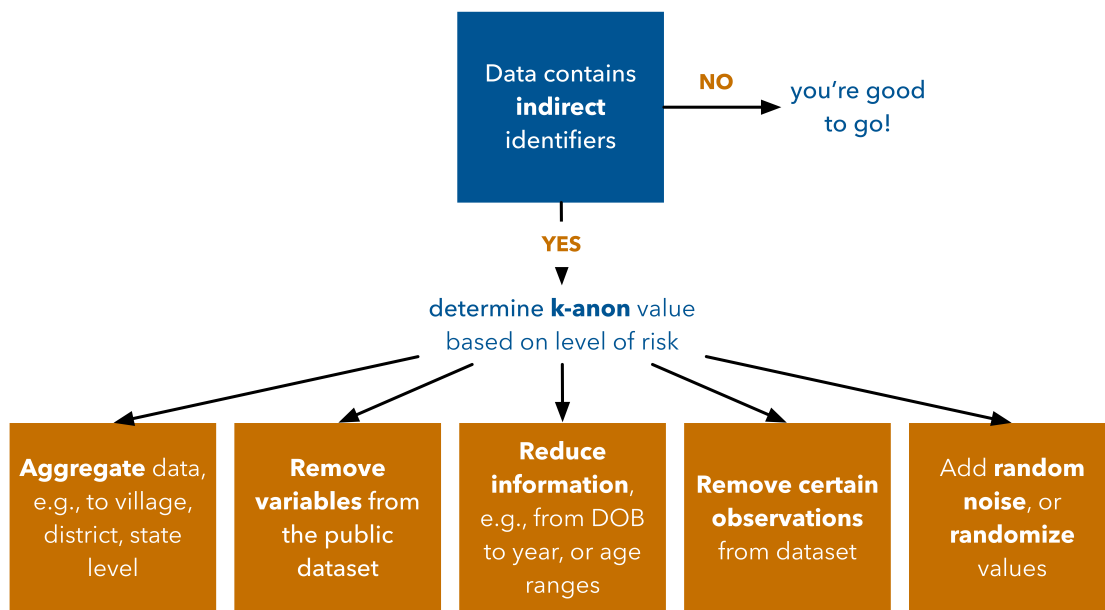 Data contains
indirect
identifiers
NO
you’re good
to go!
YES
determine k-anon value
based on level of risk
Aggregate data,
e.g., to village,
district, state
level
Remove
variables from
the public
dataset
Reduce
information,
e.g., from DOB
to year, or age
ranges
Remove certain
observations
from dataset
Add random
noise, or
randomize
values